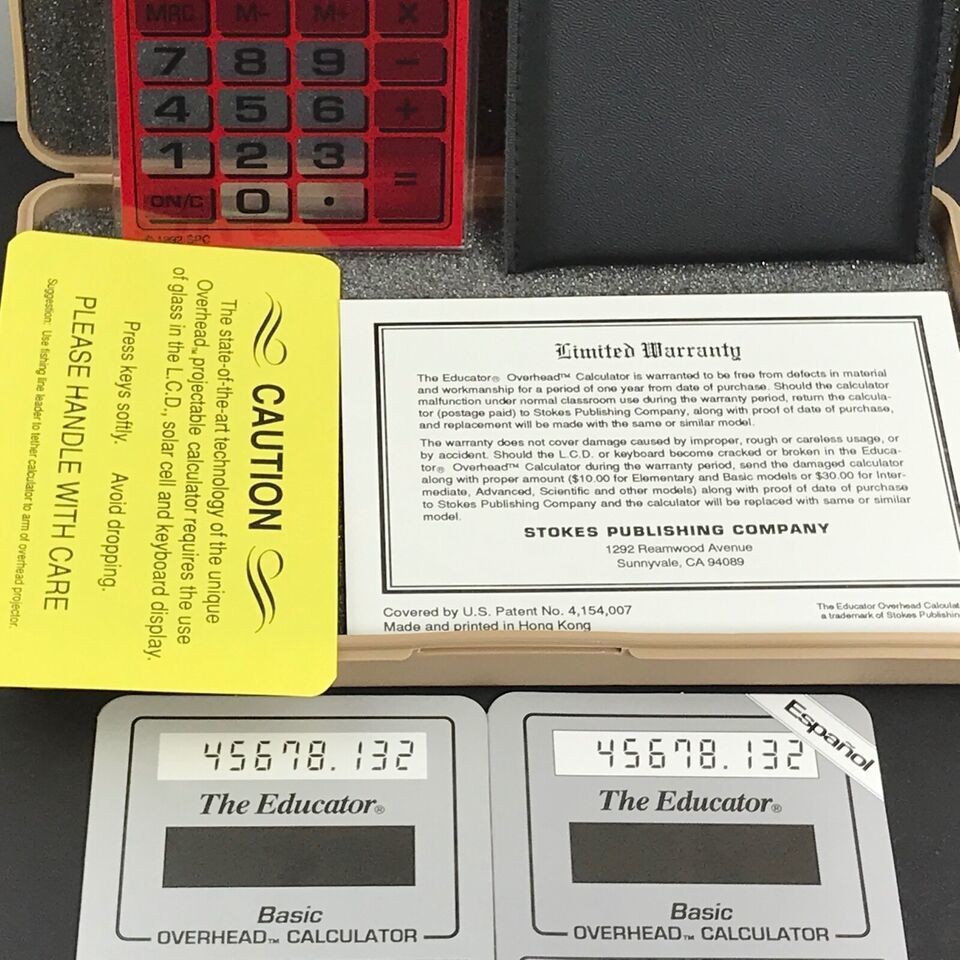 MRC M- M+ X
7 8 9 -
4 5 6 +
1 2 3 =
ON/C 0 .
© 1992 SPC
CAUTION
The state-of-the-art technology of the unique
Overhead™ projectable calculator requires the use
of glass in the L.C.D., solar cell and keyboard display.
Press keys softly. Avoid dropping.
PLEASE HANDLE WITH CARE
Suggestion: Use fishing line leader to tether calculator to arm of overhead projector.
Limited Warranty
The Educator® Overhead™ Calculator is warranted to be free from defects in material
and workmanship for a period of one year from date of purchase. Should the calculator
malfunction under normal classroom use during the warranty period, return the calcula-
tor (postage paid) to Stokes Publishing Company, along with proof of date of purchase,
and replacement will be made with the same or similar model.
The warranty does not cover damage caused by improper, rough or careless usage, or
by accident. Should the L.C.D. or keyboard become cracked or broken in the Educa-
tor® Overhead™ Calculator during the warranty period, send the damaged calculator
along with proper amount ($10.00 for Elementary and Basic models or $30.00 for Inter-
mediate, Advanced, Scientific and other models) along with proof of date of purchase
to Stokes Publishing Company and the calculator will be replaced with same or similar
model.
STOKES PUBLISHING COMPANY
1292 Reamwood Avenue
Sunnyvale, CA 94089
Covered by U.S. Patent No. 4,154,007
Made and printed in Hong Kong
The Educator Overhead Calculat
a trademark of Stokes Publishin
45678.132
The Educator®
Basic
OVERHEAD™ CALCULATOR
Español
45678.132
The Educator®
Basic
OVERHEAD™ CALCULATOR